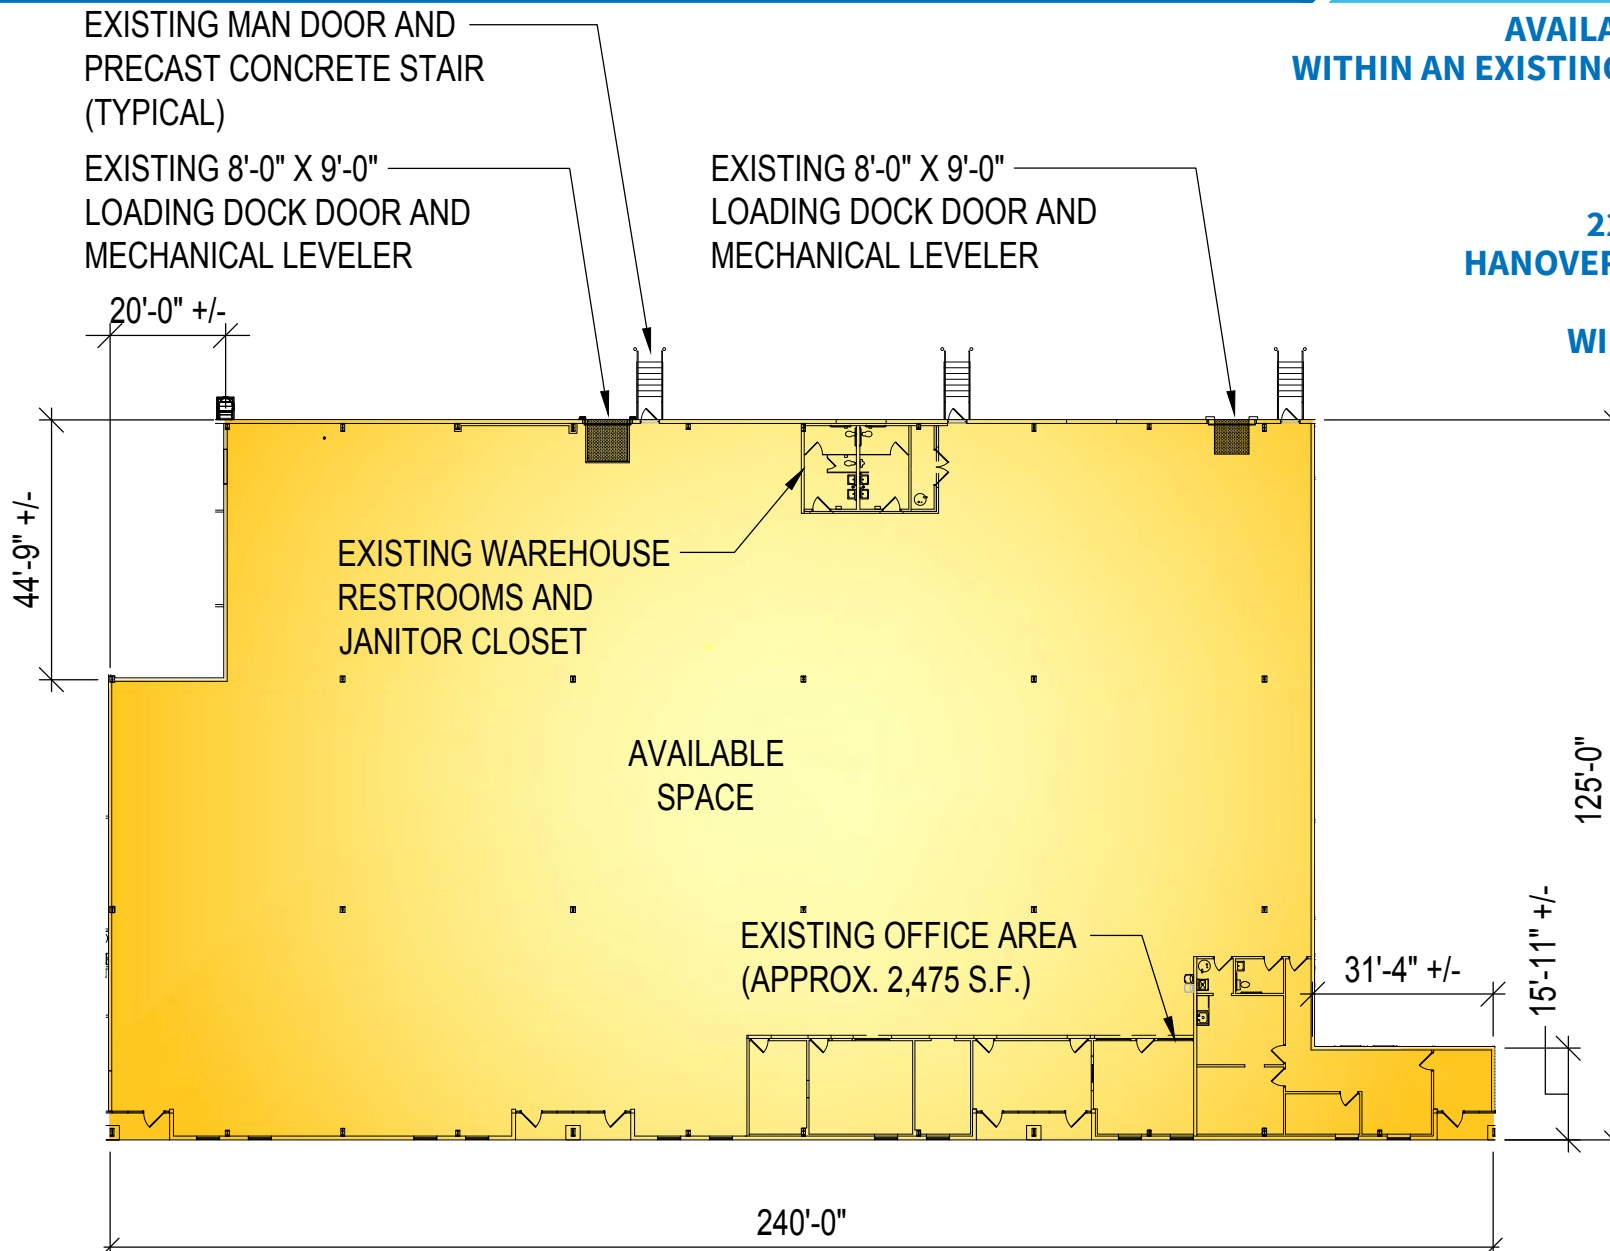 EXISTING MAN DOOR AND
PRECAST CONCRETE STAIR
(TYPICAL)
EXISTING 8'-0" X 9'-0"
LOADING DOCK DOOR AND
MECHANICAL LEVELER
EXISTING 8'-0" X 9'-0"
LOADING DOCK DOOR AND
MECHANICAL LEVELER
WITHIN AN EXISTING
HANOVER
20'-0" +/-
44'-9" +/-
EXISTING WAREHOUSE
RESTROOMS AND
JANITOR CLOSET
AVAILABLE
SPACE
EXISTING OFFICE AREA
(APPROX. 2,475 S.F.)
31'-4" +/-
15'-11" +/-
125'-0"
240'-0"